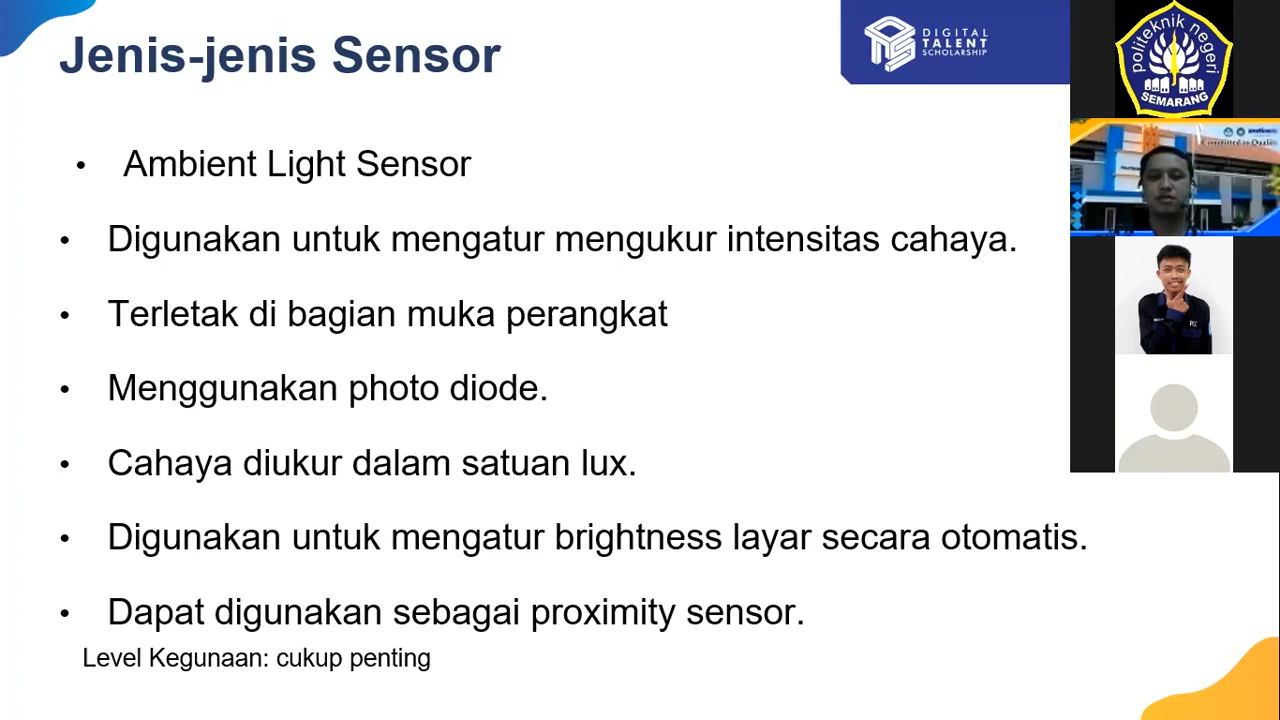 Jenis-jenis Sensor
DIGITAL
TALENT
SCHOLARSHIP
politeknik negeri
SEMARANG
• Ambient Light Sensor
• Digunakan untuk mengatur mengukur intensitas cahaya.
• Terletak di bagian muka perangkat
• Menggunakan photo diode.
• Cahaya diukur dalam satuan lux.
• Digunakan untuk mengatur brightness layar secara otomatis.
• Dapat digunakan sebagai proximity sensor.
Level Kegunaan: cukup penting